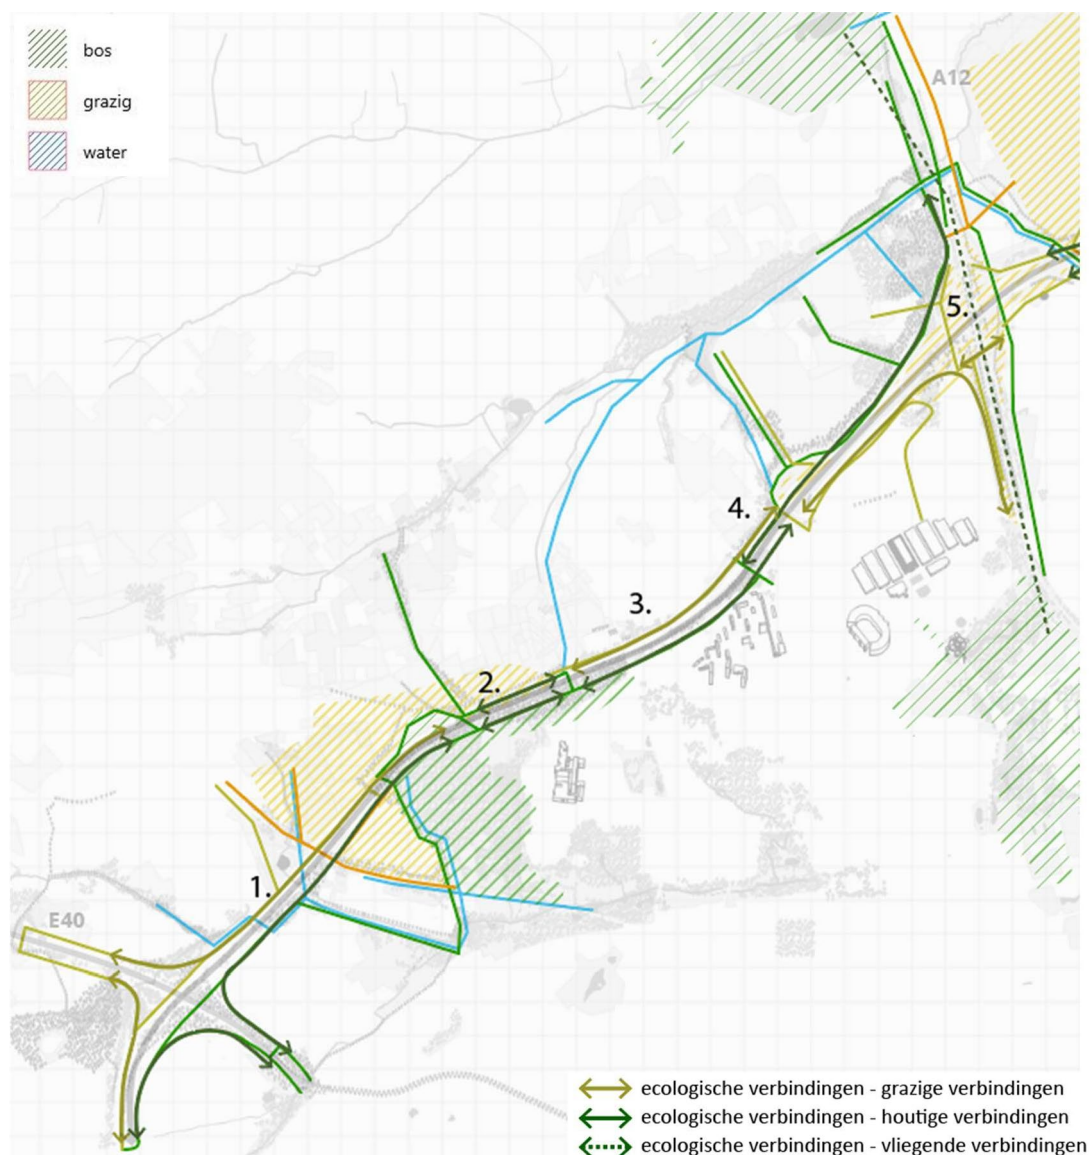 bos
grazig
water
A12
5.
4.
3.
2.
1.
E40
ecologische verbindingen - grazige verbindingen
ecologische verbindingen - houtige verbindingen
ecologische verbindingen - vliegende verbindingen